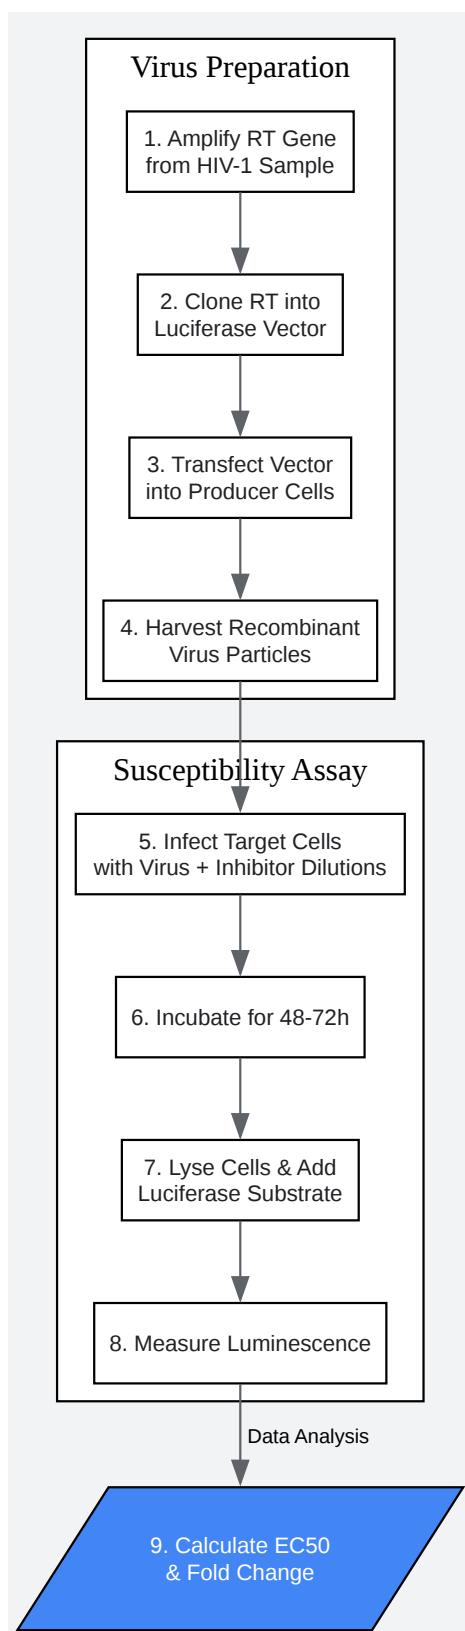 Virus Preparation
1. Amplify RT Gene
from HIV-1 Sample
2. Clone RT into
Luciferase Vector
3. Transfect Vector
into Producer Cells
4. Harvest Recombinant
Virus Particles
Susceptibility Assay
5. Infect Target Cells
with Virus + Inhibitor Dilutions
6. Incubate for 48-72h
7. Lyse Cells & Add
Luciferase Substrate
8. Measure Luminescence
Data Analysis
9. Calculate EC50
& Fold Change